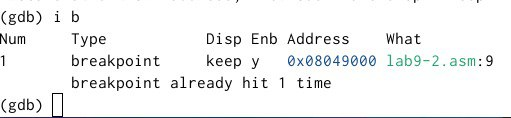 (gdb) i b
Num     Type           Disp Enb Address    What
1       breakpoint     keep y   0x08049000 lab9-2.asm:9
        breakpoint already hit 1 time
(gdb)